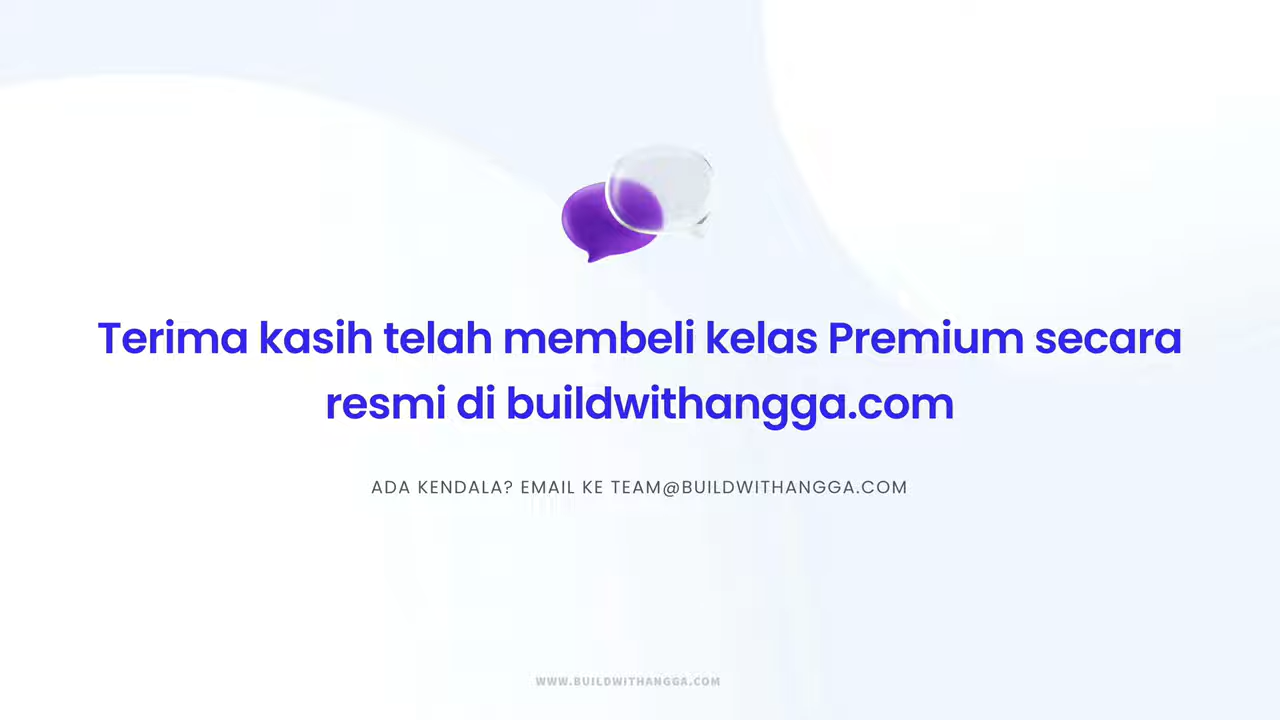 Terima kasih telah membeli kelas Premium secara
resmi di buildwithangga.com
ADA KENDALA? EMAIL KE TEAM@BUILDWITHANGGA.COM
WWW.BUILDWITHANGGA.COM